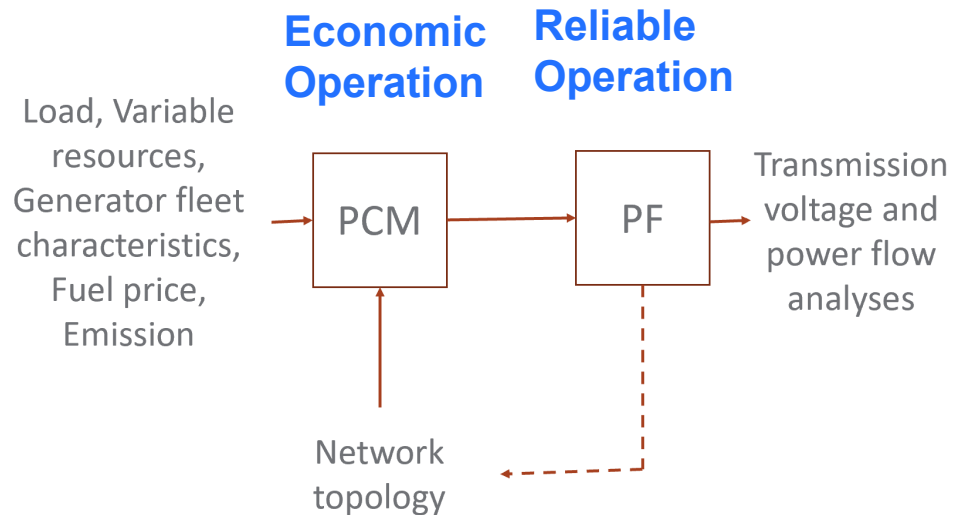 Economic
Operation
Reliable
Operation
Load, Variable
resources,
Generator fleet
characteristics,
Fuel price,
Emission
PCM
PF
Transmission
voltage and
power flow
analyses
Network
topology